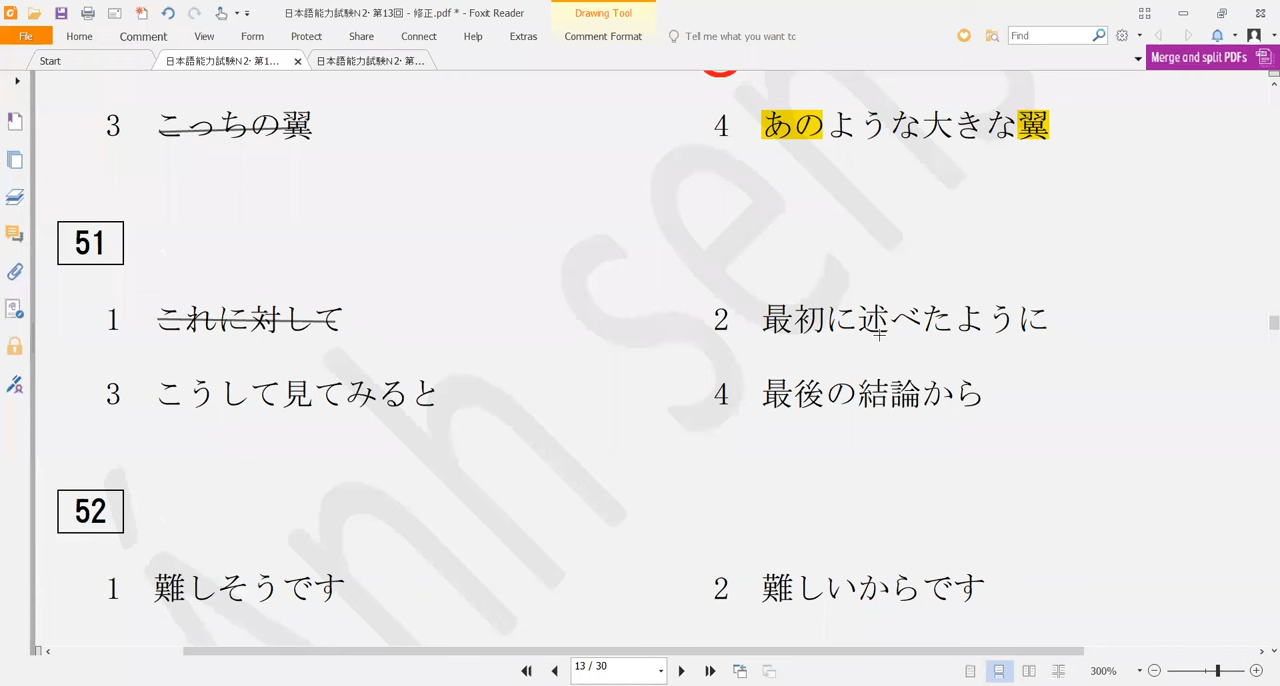 日本語能力試験N2- 第13回 - 修正.pdf * - Foxit Reader
Drawing Tool
File Home Comment View Form Protect Share Connect Help Extras Comment Format Tell me what you want to Find
Start 日本語能力試験N2- 第1... 日本語能力試験N2- 第... Merge and split PDFs
3 こっちの翼
4 あのような大きな翼
51
1 これに対して
2 最初に述べたように
3 こうして見てみると
4 最後の結論から
52
1 難しそうです
2 難しいからです
Ánh sen
13 / 30
300%